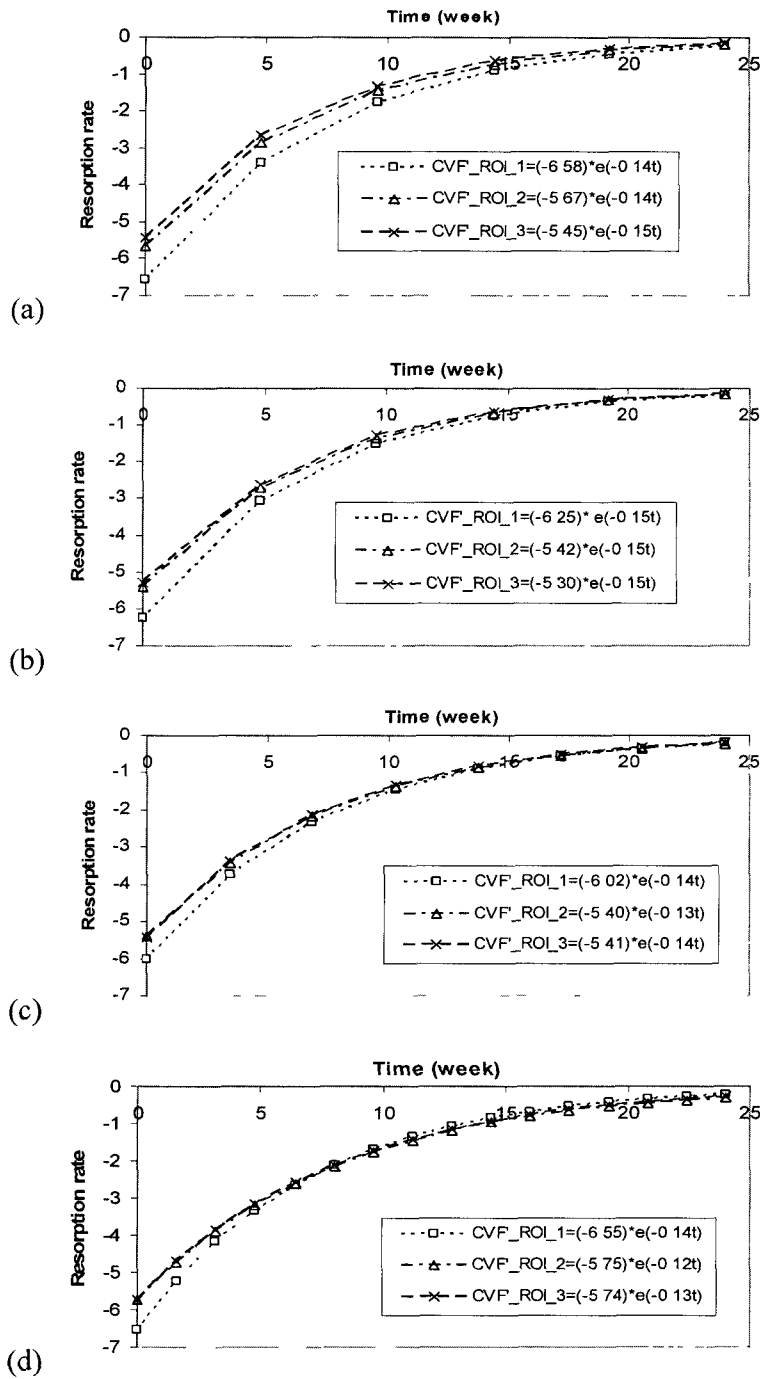 Time (week)
0 5 10 15 20 25
0
-1
-2
-3
-4
-5
-6
-7
Resorption rate
CVF'_ROI_1=(-6 58)*e(-0 14t)
CVF'_ROI_2=(-5 67)*e(-0 14t)
CVF'_ROI_3=(-5 45)*e(-0 15t)
(a)
Time (week)
0 5 10 15 20 25
0
-1
-2
-3
-4
-5
-6
-7
Resorption rate
CVF'_ROI_1=(-6 25)* e(-0 15t)
CVF'_ROI_2=(-5 42)*e(-0 15t)
CVF'_ROI_3=(-5 30)*e(-0 15t)
(b)
Time (week)
0 5 10 15 20 25
0
-1
-2
-3
-4
-5
-6
-7
Resorption rate
CVF'_ROI_1=(-6 02)*e(-0 14t)
CVF'_ROI_2=(-5 40)*e(-0 13t)
CVF'_ROI_3=(-5 41)*e(-0 14t)
(c)
Time (week)
0 5 10 15 20 25
0
-1
-2
-3
-4
-5
-6
-7
Resorption rate
CVF'_ROI_1=(-6 55)*e(-0 14t)
CVF'_ROI_2=(-5 75)*e(-0 12t)
CVF'_ROI_3=(-5 74)*e(-0 13t)
(d)